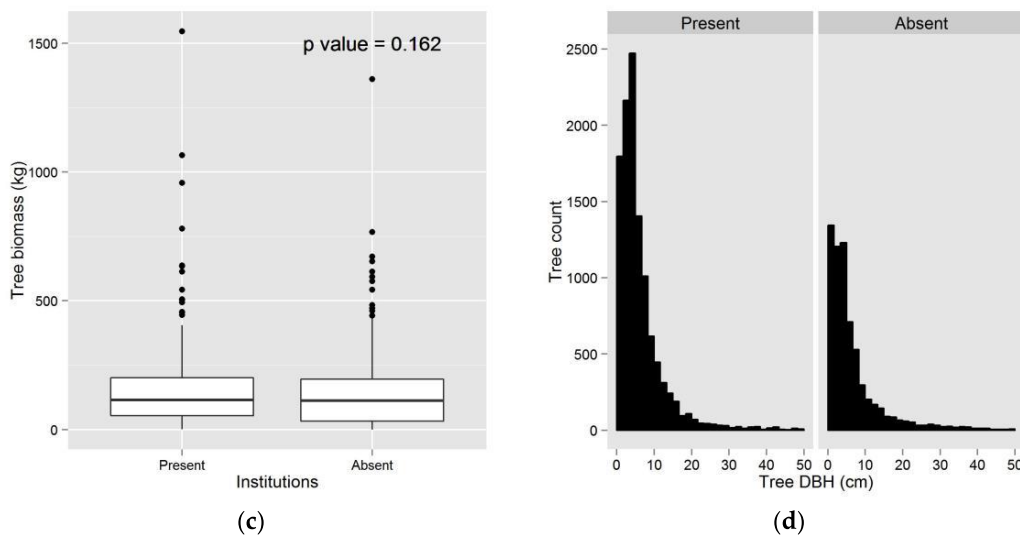 p value = 0.162
1500
1000
500
0
Tree biomass (kg)
Present Absent
Institutions
(c)
Present Absent
2500
2000
1500
1000
500
0
Tree count
0 10 20 30 40 50 0 10 20 30 40 50
Tree DBH (cm)
(d)